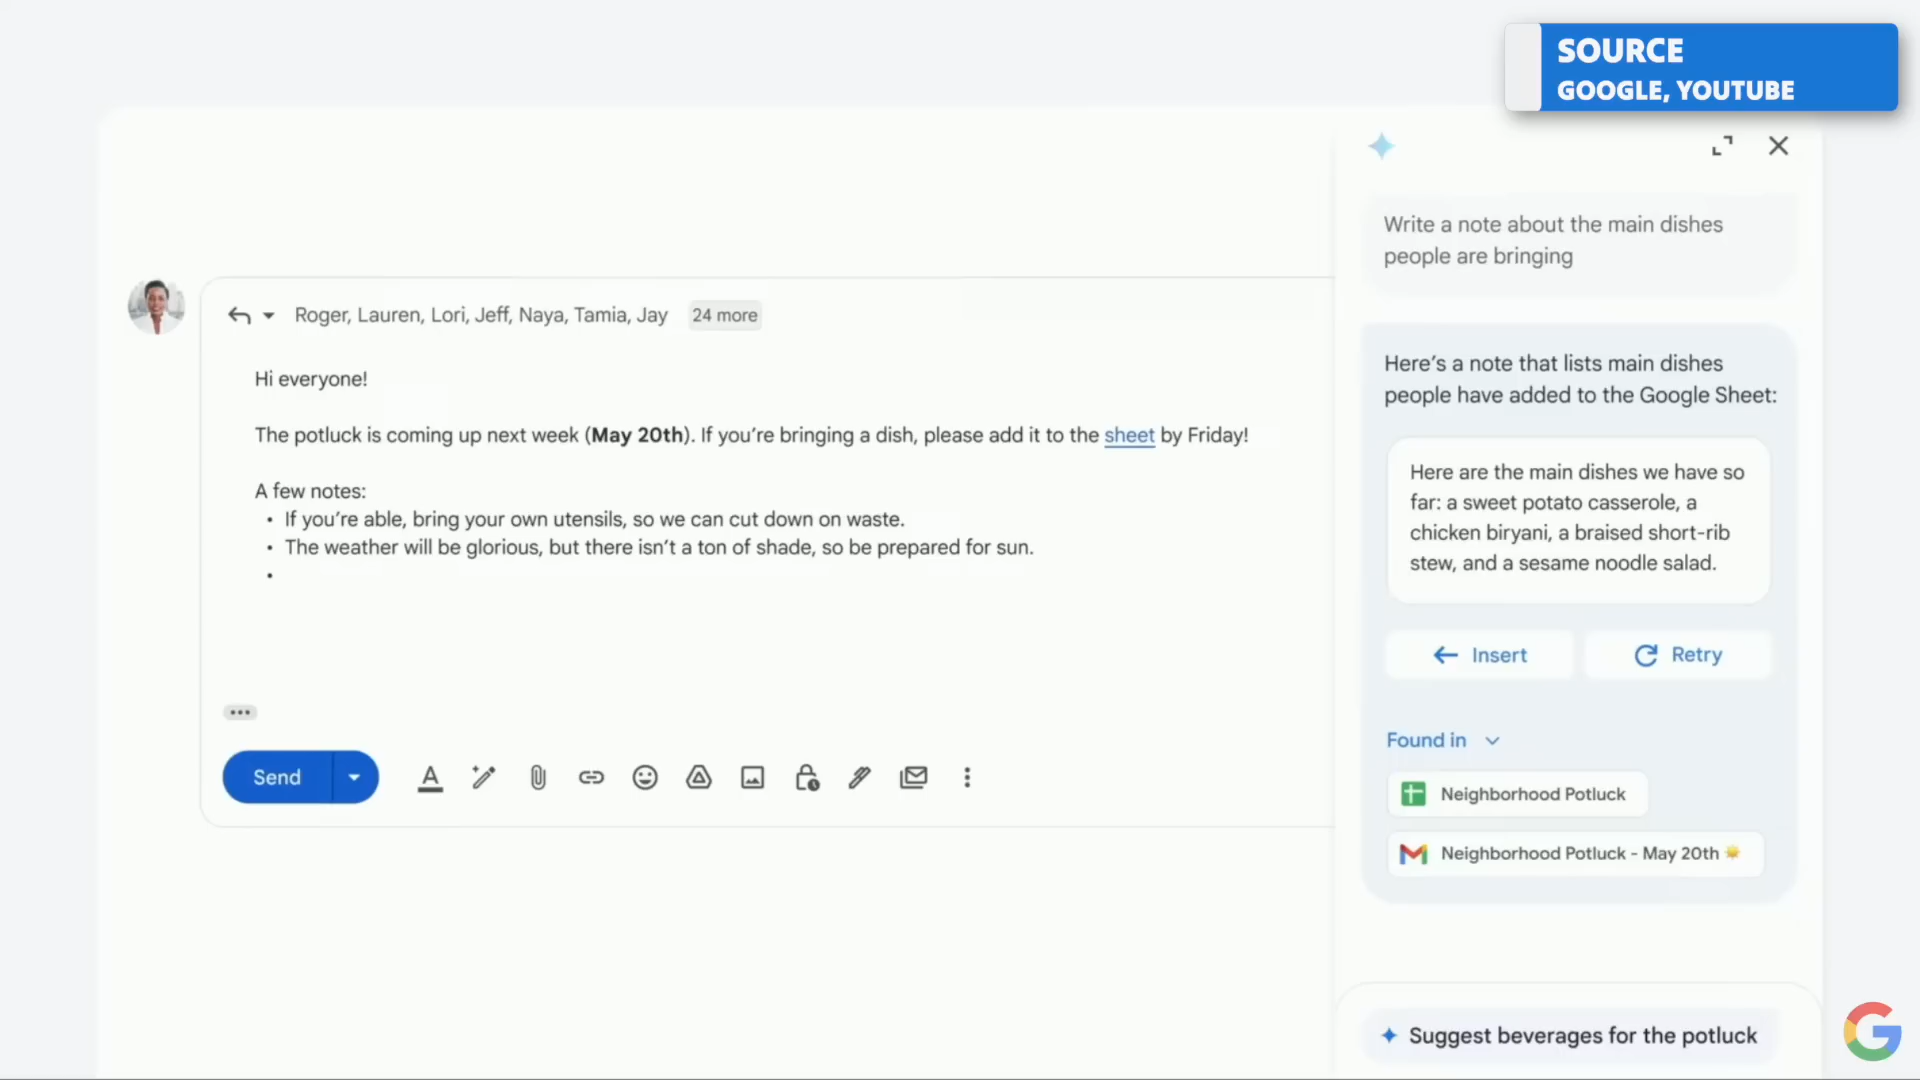 SOURCE
GOOGLE, YOUTUBE
Roger, Lauren, Lori, Jeff, Naya, Tamia, Jay 24 more
Hi everyone!
The potluck is coming up next week (May 20th). If you’re bringing a dish, please add it to the sheet by Friday!
A few notes:
• If you’re able, bring your own utensils, so we can cut down on waste.
• The weather will be glorious, but there isn’t a ton of shade, so be prepared for sun.
•
Send
Write a note about the main dishes
people are bringing
Here’s a note that lists main dishes
people have added to the Google Sheet:
Here are the main dishes we have so
far: a sweet potato casserole, a
chicken biryani, a braised short-rib
stew, and a sesame noodle salad.
Insert
Retry
Found in
Neighborhood Potluck
Neighborhood Potluck - May 20th
Suggest beverages for the potluck